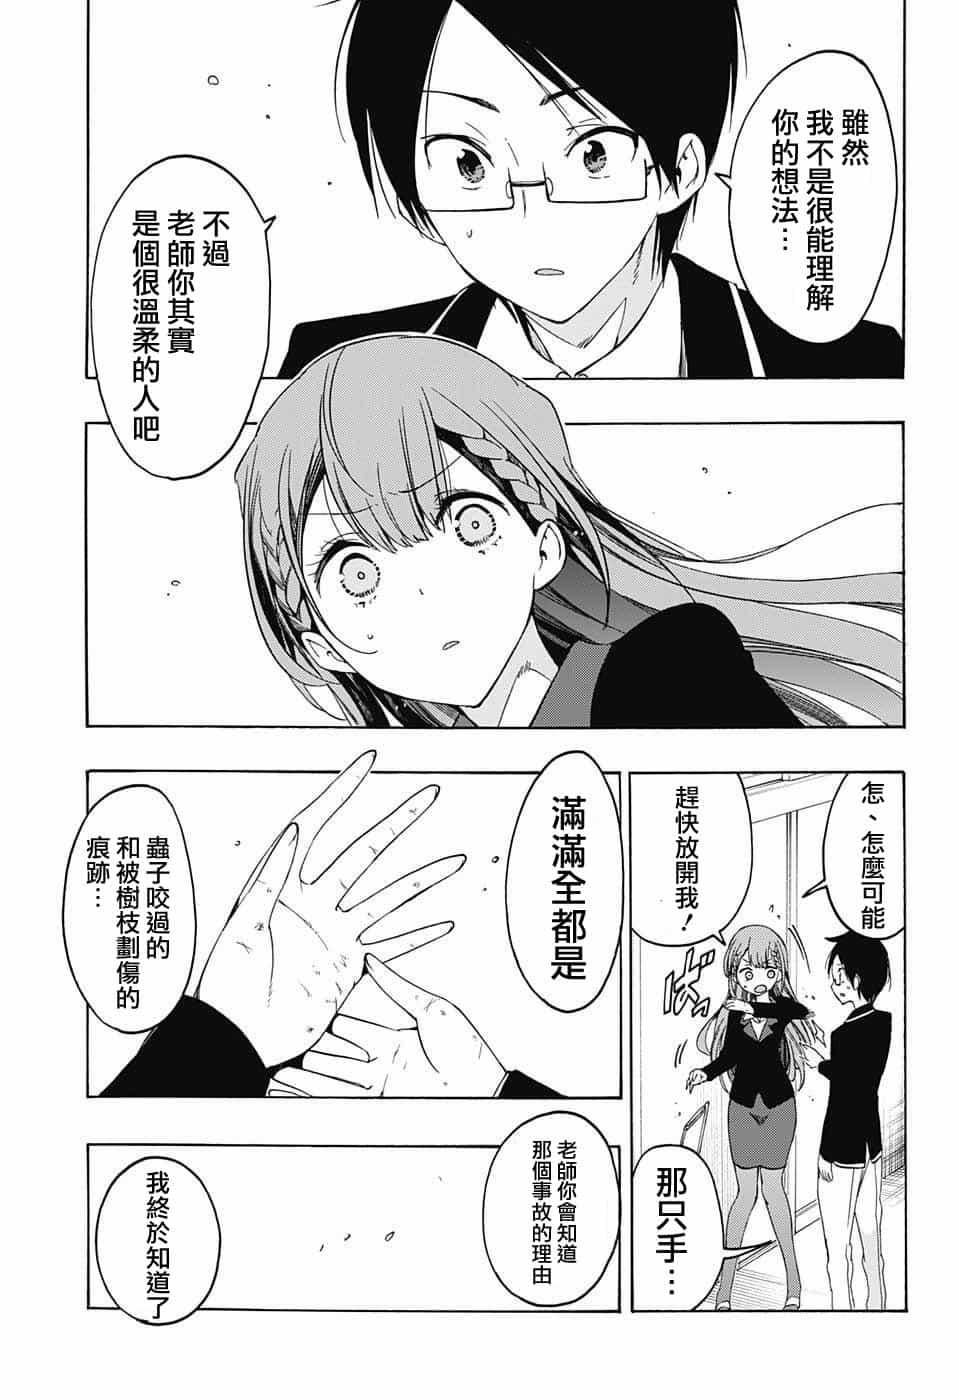 雖然
我不是很能理解
你的想法…
不過
老師你其實
是個很溫柔的人吧
怎、怎麼可能
趕快放開我！
ばっ
那只手…
滿滿全都是
蟲子咬過的
和被樹枝劃傷的
痕跡…
老師你會知道
那個事故的理由
我終於知道了